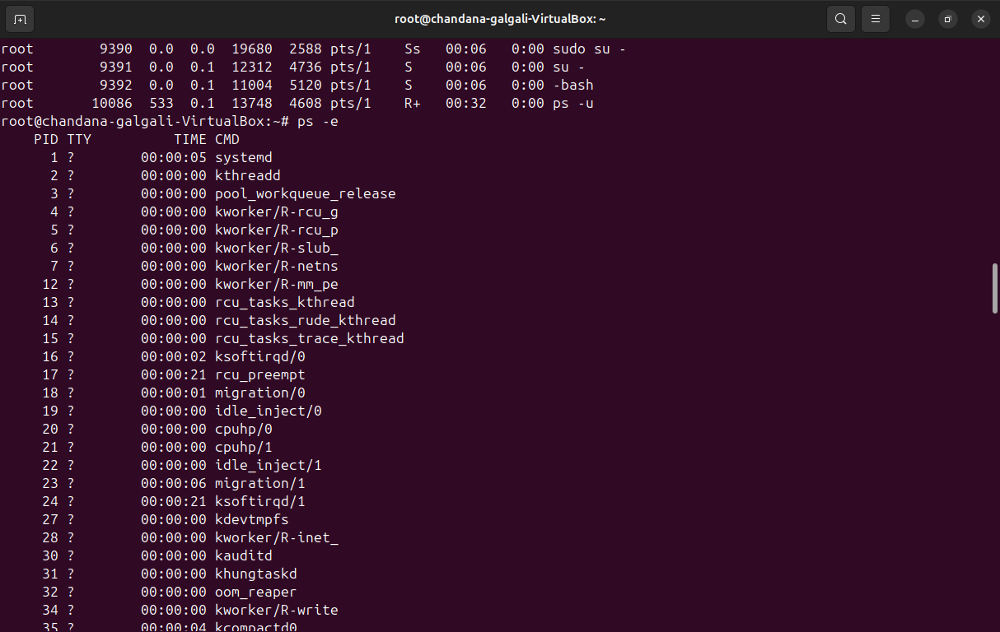 root@chandana-galgali-VirtualBox: ~
root        9390  0.0  0.0  19680  2588 pts/1    Ss   00:06   0:00 sudo su -
root        9391  0.0  0.1  12312  4736 pts/1    S    00:06   0:00 su -
root        9392  0.0  0.1  11004  5120 pts/1    S    00:06   0:00 -bash
root       10086  533  0.1  13748  4608 pts/1    R+   00:32   0:00 ps -u
root@chandana-galgali-VirtualBox:~# ps -e
    PID TTY          TIME CMD
      1 ?        00:00:05 systemd
      2 ?        00:00:00 kthreadd
      3 ?        00:00:00 pool_workqueue_release
      4 ?        00:00:00 kworker/R-rcu_g
      5 ?        00:00:00 kworker/R-rcu_p
      6 ?        00:00:00 kworker/R-slub_
      7 ?        00:00:00 kworker/R-netns
     12 ?        00:00:00 kworker/R-mm_pe
     13 ?        00:00:00 rcu_tasks_kthread
     14 ?        00:00:00 rcu_tasks_rude_kthread
     15 ?        00:00:00 rcu_tasks_trace_kthread
     16 ?        00:00:02 ksoftirqd/0
     17 ?        00:00:21 rcu_preempt
     18 ?        00:00:01 migration/0
     19 ?        00:00:00 idle_inject/0
     20 ?        00:00:00 cpuhp/0
     21 ?        00:00:00 cpuhp/1
     22 ?        00:00:00 idle_inject/1
     23 ?        00:00:06 migration/1
     24 ?        00:00:21 ksoftirqd/1
     27 ?        00:00:00 kdevtmpfs
     28 ?        00:00:00 kworker/R-inet_
     30 ?        00:00:00 kauditd
     31 ?        00:00:00 khungtaskd
     32 ?        00:00:00 oom_reaper
     34 ?        00:00:00 kworker/R-write
     35 ?        00:00:04 kcompactd0